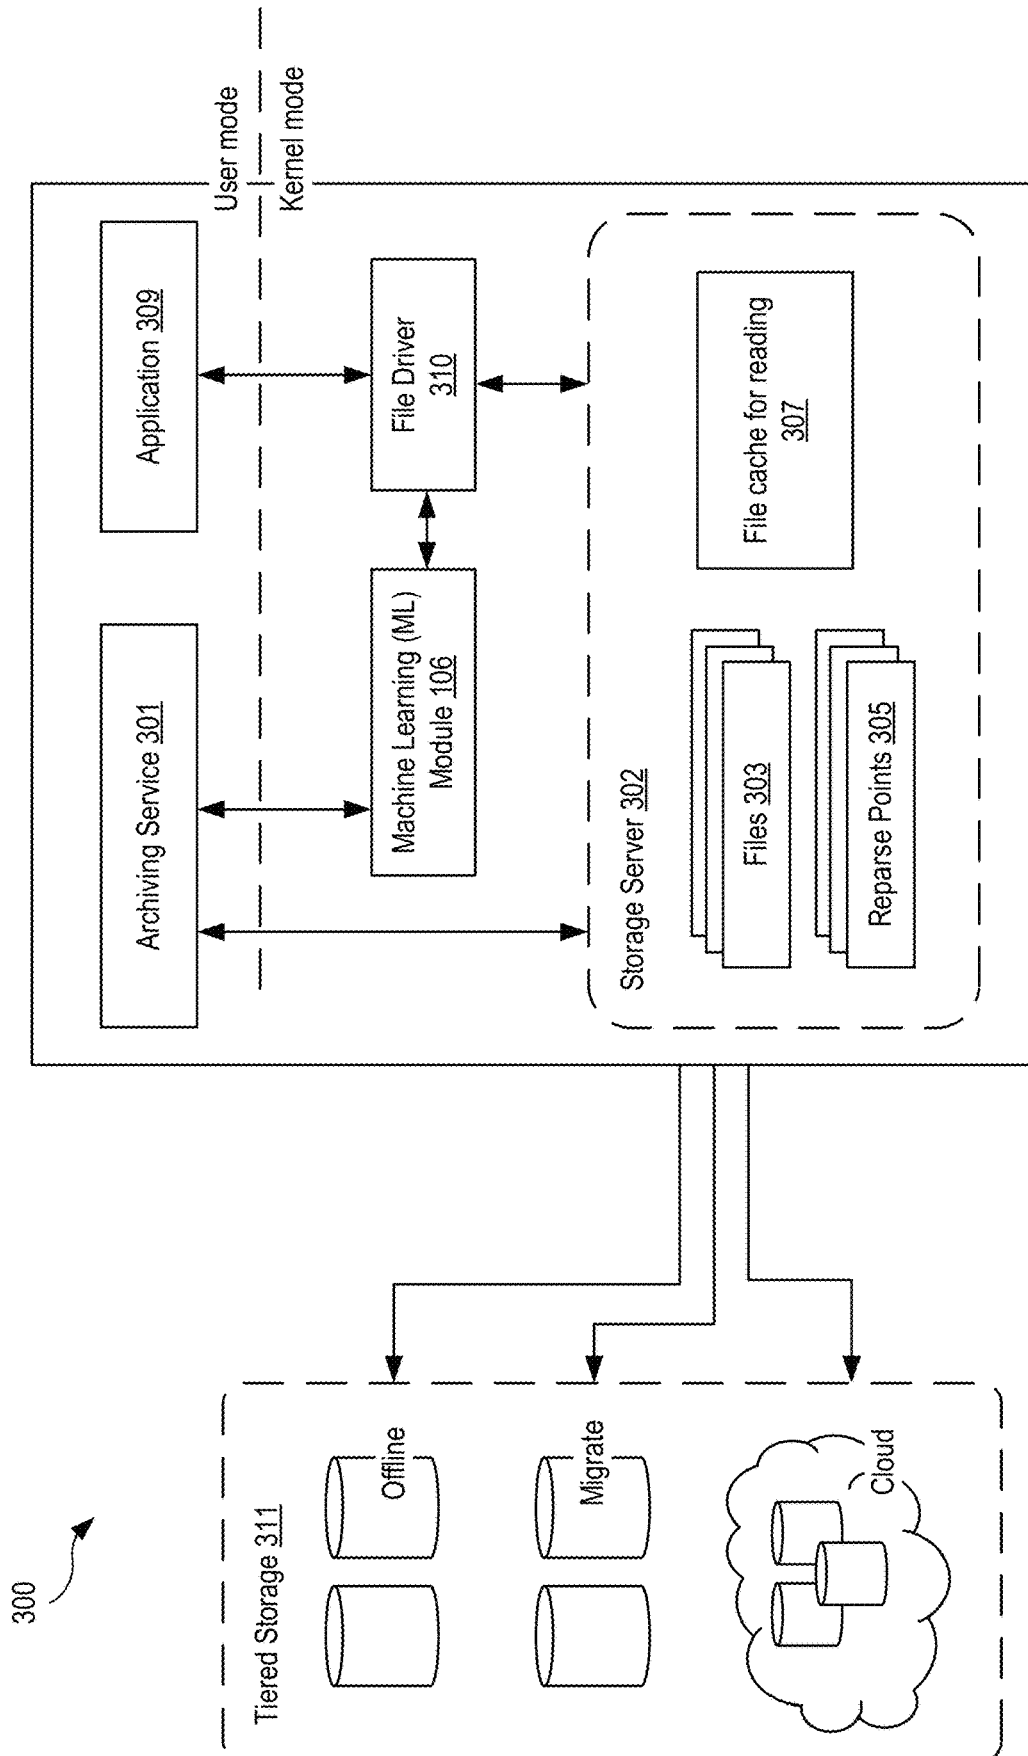 300
Tiered Storage 311
Offline
Migrate
Cloud
Archiving Service 301
Application 309
User mode
Kernel mode
Machine Learning (ML)
Module 106
File Driver
310
Storage Server 302
Files 303
Reparse Points 305
File cache for reading
307